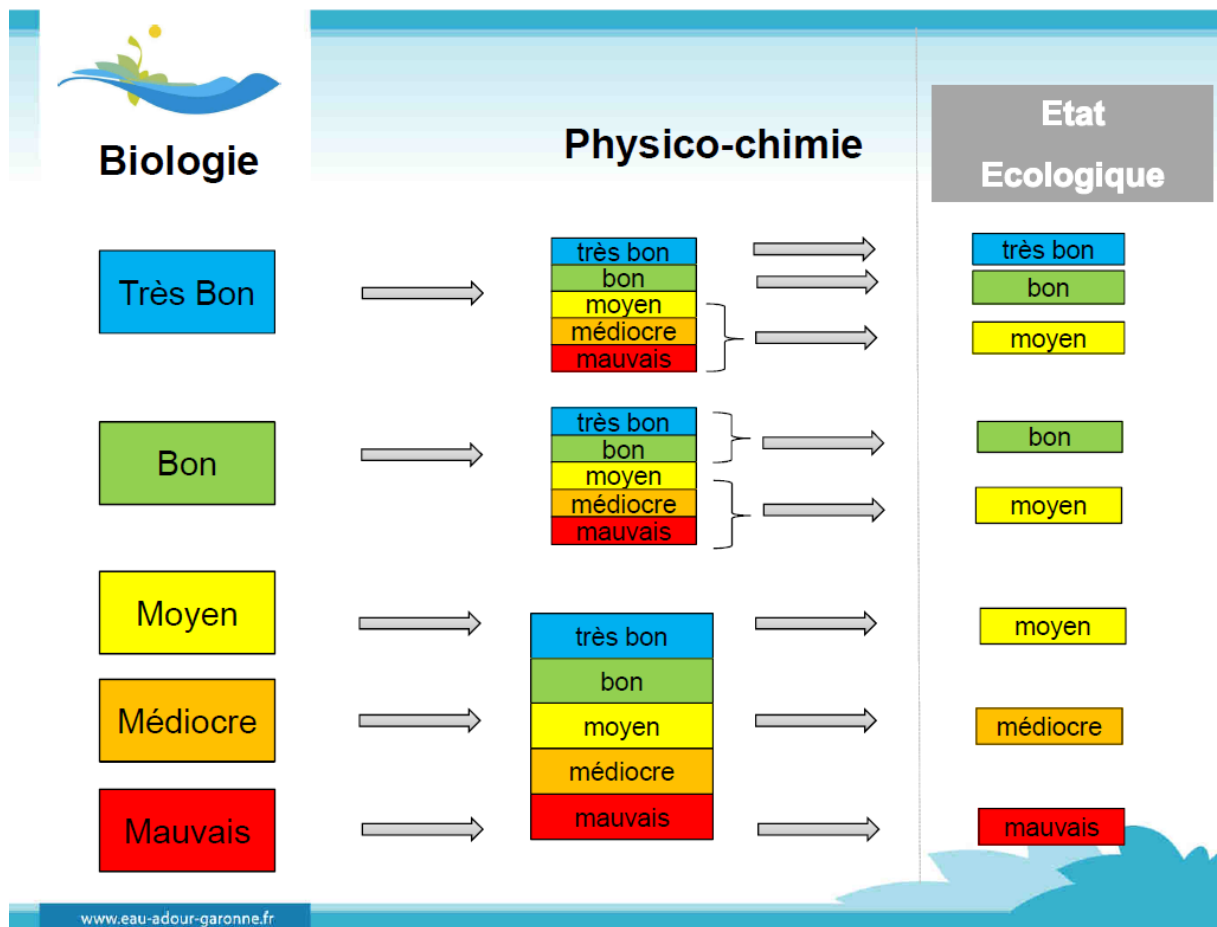 Biologie
Physico-chimie
Etat
Ecologique
Très Bon
très bon
bon
moyen
médiocre
mauvais
très bon
bon
moyen
Bon
très bon
bon
moyen
médiocre
mauvais
bon
moyen
Moyen
Médiocre
Mauvais
très bon
bon
moyen
médiocre
mauvais
moyen
médiocre
mauvais
www.eau-adour-garonne.fr